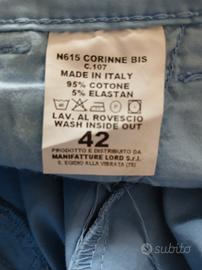 N615 CORINNE BIS
C.107
MADE IN ITALY
95% COTONE
5% ELASTAN
LAV. AL ROVESCIO
WASH INSIDE OUT
42
PRODOTTO E DISTRIBUITO DA
MANIFATTURE LORD S.r.l.
S. EGIDIO ALLA VIBRATA (TE)
subito